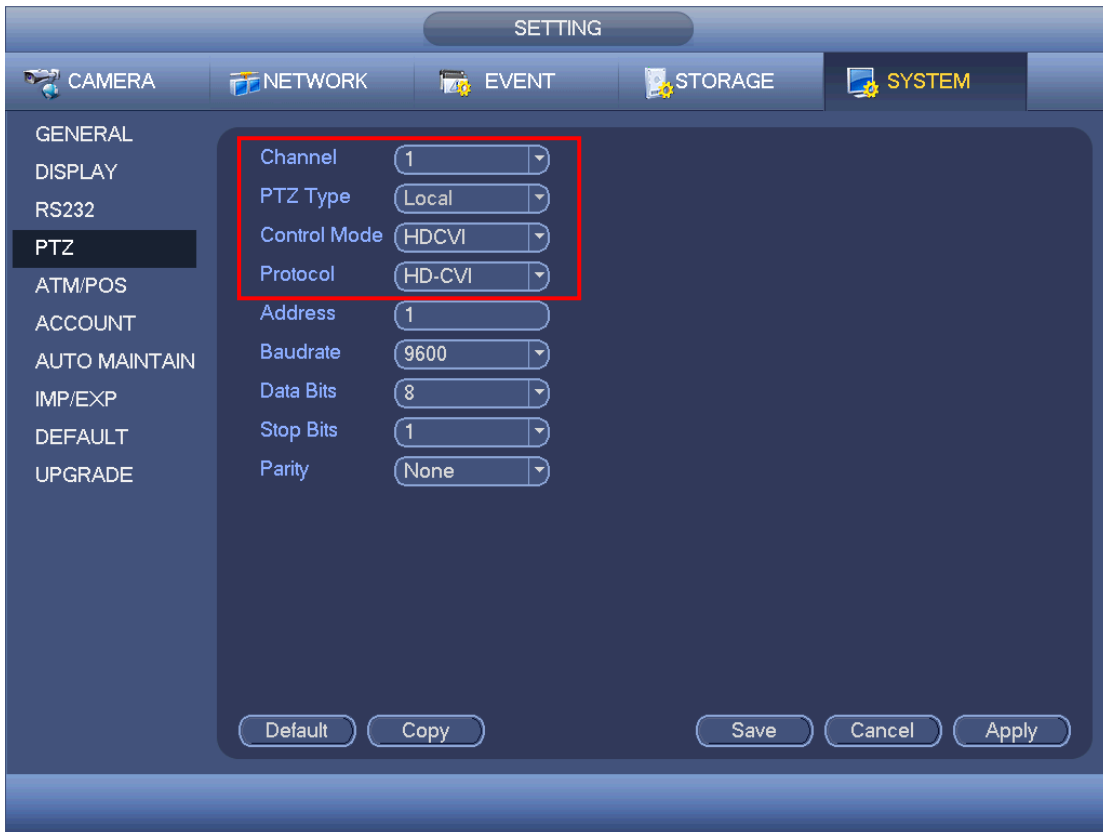 SETTING
CAMERA NETWORK EVENT STORAGE SYSTEM
GENERAL
DISPLAY
RS232
PTZ
ATM/POS
ACCOUNT
AUTO MAINTAIN
IMP/EXP
DEFAULT
UPGRADE
Channel 1
PTZ Type Local
Control Mode HDCVI
Protocol HD-CVI
Address 1
Baudrate 9600
Data Bits 8
Stop Bits 1
Parity None
Default Copy Save Cancel Apply